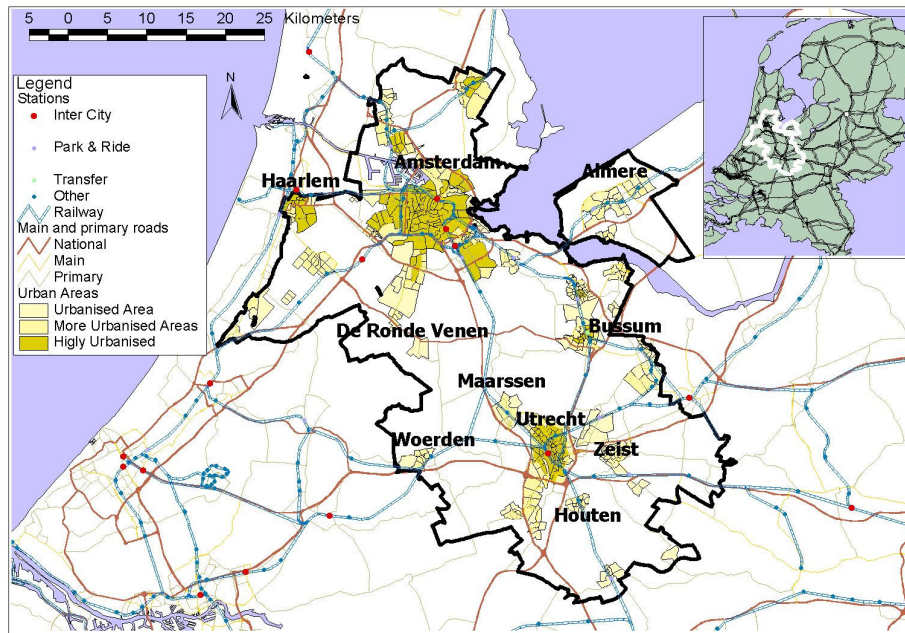 5 0 5 10 15 20 25 Kilometers
N
Legend
Stations
Inter City
Park & Ride
Transfer
Other
Railway
Main and primary roads
National
Main
Primary
Urban Areas
Urbanised Area
More Urbanised Areas
Higly Urbanised
Amsterdam
Haarlem
Almere
De Ronde Venen
Bussum
Maarssen
Utrecht
Woerden
Zeist
Houten